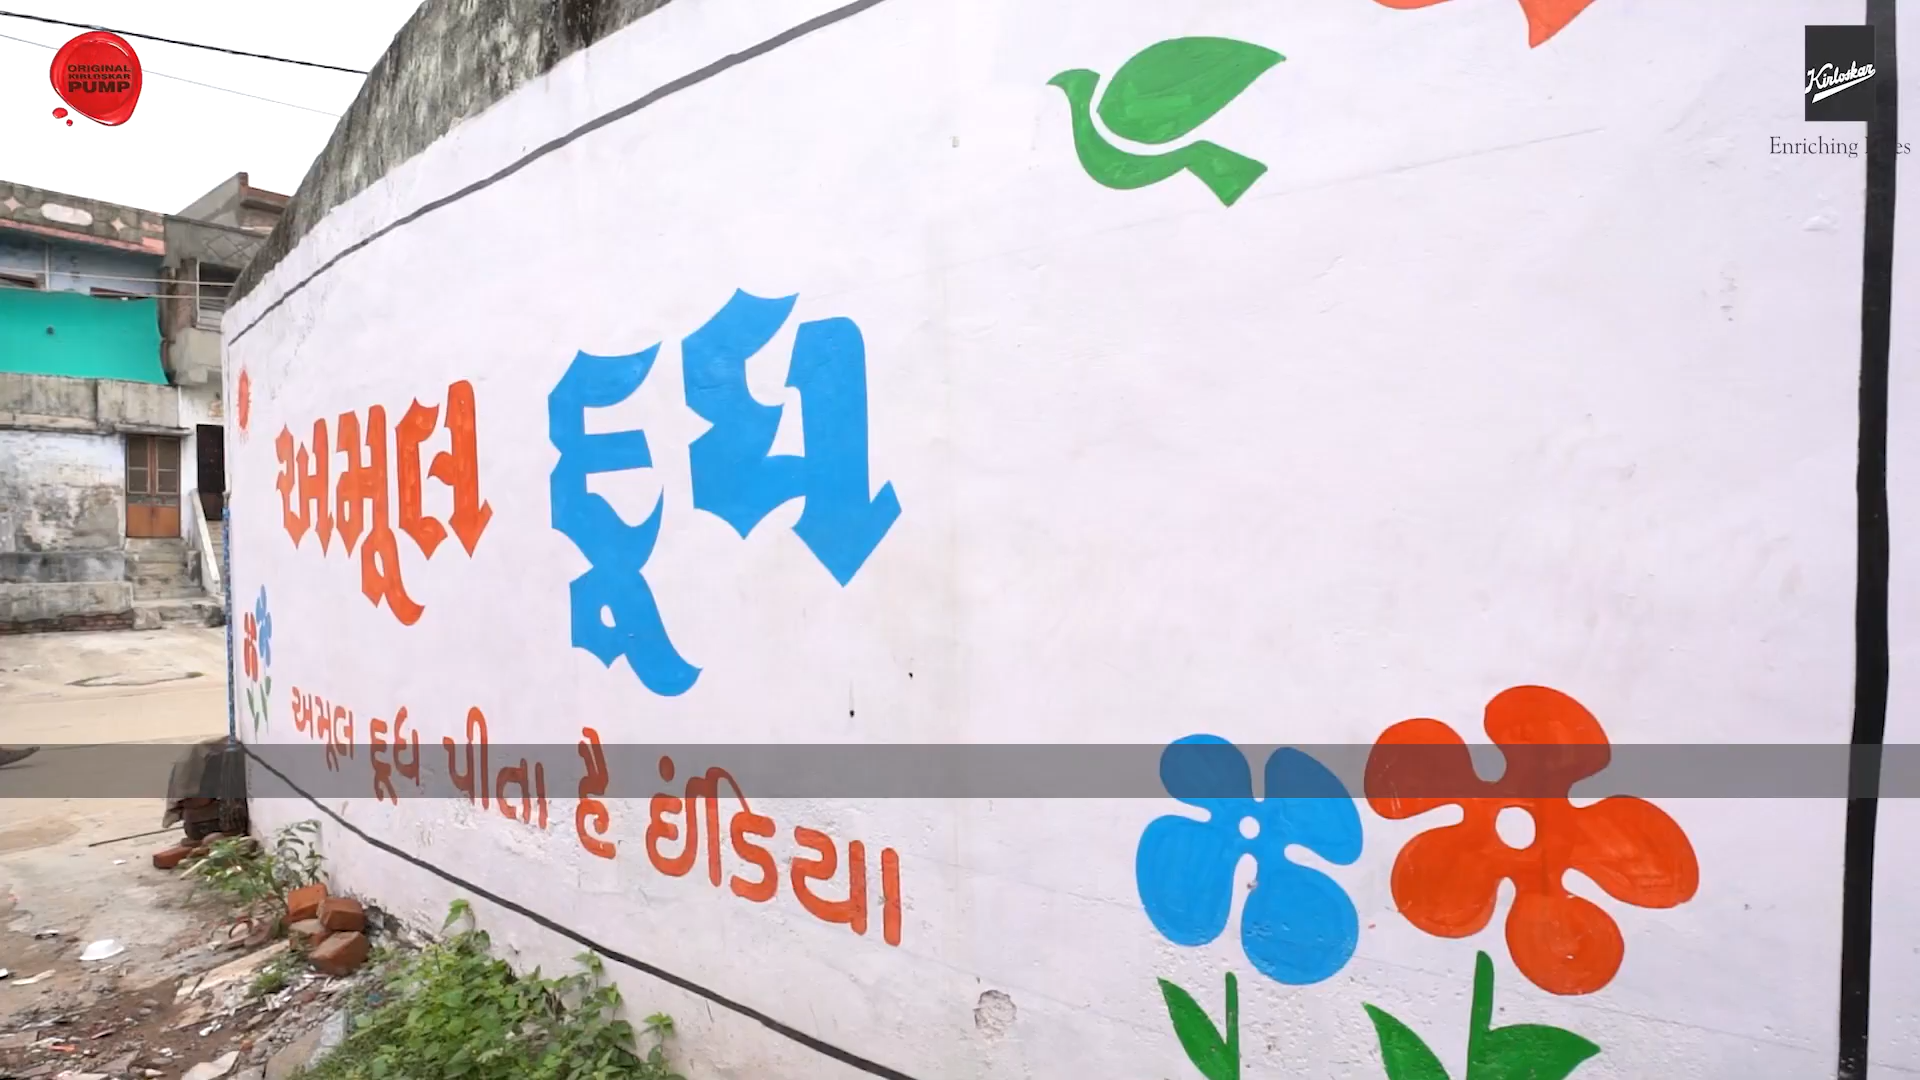 ORIGINAL
KIRLOSKAR
PUMP
Kirloskar
Enriching
અમૂલ દૂધ
અમૂલ દૂધ પીતા હૈ ઈંડિયા